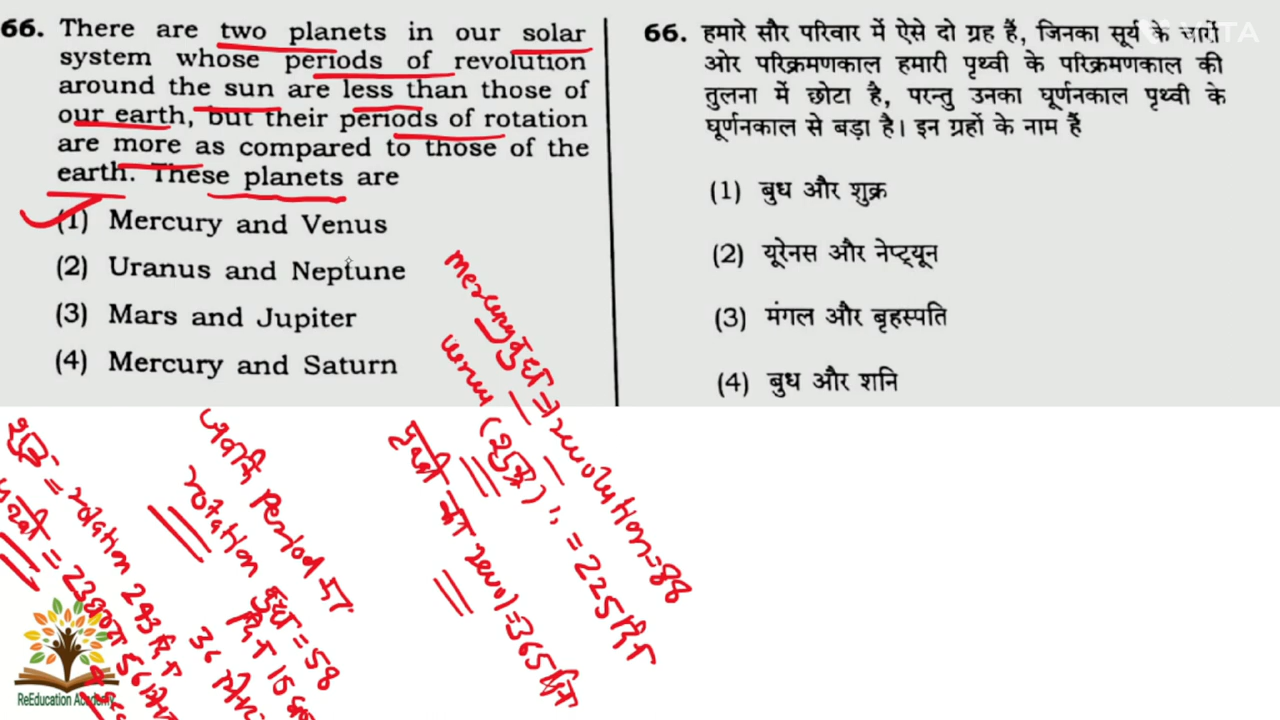 66. There are two planets in our solar
system whose periods of revolution
around the sun are less than those of
our earth, but their periods of rotation
are more as compared to those of the
earth. These planets are
(1) Mercury and Venus
(2) Uranus and Neptune
(3) Mars and Jupiter
(4) Mercury and Saturn
66. हमारे सौर परिवार में ऐसे दो ग्रह हैं, जिनका सूर्य के चारों
ओर परिक्रमणकाल हमारी पृथ्वी के परिक्रमणकाल की
तुलना में छोटा है, परन्तु उनका घूर्णनकाल पृथ्वी के
घूर्णनकाल से बड़ा है। इन ग्रहों के नाम हैं
(1) बुध और शुक्र
(2) यूरेनस और नेप्ट्यून
(3) मंगल और बृहस्पति
(4) बुध और शनि
VITA
mercury बुध = revolution = 88
(शुक्र) " = 225 दिन
पृथ्वी का revo = 365 दिन
period
rotation बुध = 58
36
शुक्र = rotation 243 दिन
= 23 56
ReEducation Academy